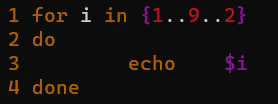 1 for i in {1..9..2}
2 do
3         echo    $i
4 done